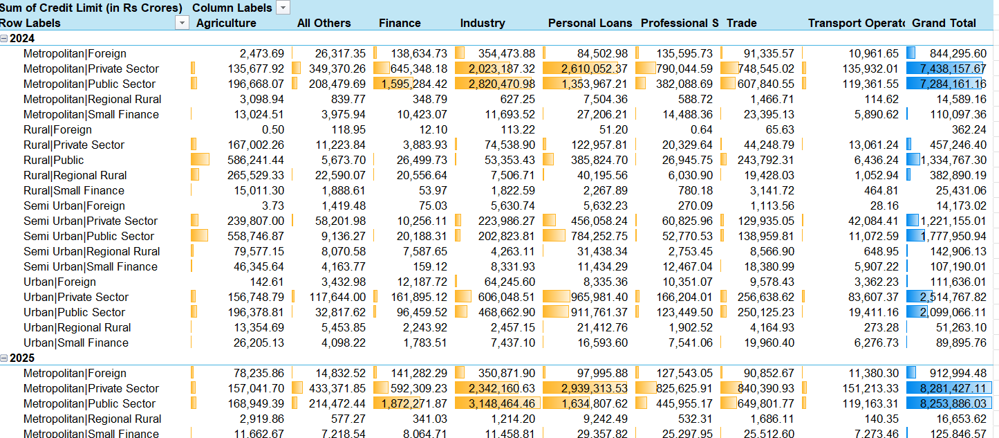 Sum of Credit Limit (in Rs Crores) Column Labels
Row Labels Agriculture All Others Finance Industry Personal Loans Professional S Trade Transport Operato Grand Total
2024
Metropolitan|Foreign 2,473.69 26,317.35 138,634.73 354,473.88 84,502.98 135,595.73 91,335.57 10,961.65 844,295.60
Metropolitan|Private Sector 135,677.92 349,370.26 645,348.18 2,023,187.32 2,610,052.37 790,044.59 748,545.02 135,932.01 7,438,157.67
Metropolitan|Public Sector 196,668.07 208,479.69 1,595,284.42 2,820,470.98 1,353,967.21 382,088.69 607,840.55 119,361.55 7,284,161.16
Metropolitan|Regional Rural 3,098.94 839.77 348.79 627.25 7,504.36 588.72 1,466.71 114.62 14,589.16
Metropolitan|Small Finance 13,024.51 3,975.94 10,423.07 11,693.52 27,206.21 14,488.36 23,395.13 5,890.62 110,097.36
Rural|Foreign 0.50 118.95 12.10 113.22 51.20 0.64 65.63 362.24
Rural|Private Sector 167,002.26 11,223.84 3,883.93 74,538.90 122,957.81 20,329.64 44,248.79 13,061.24 457,246.40
Rural|Public 586,241.44 5,673.70 26,499.73 53,353.43 385,824.70 26,945.75 243,792.31 6,436.24 1,334,767.30
Rural|Regional Rural 265,529.33 22,590.07 20,556.64 7,506.71 40,195.56 6,030.90 19,428.03 1,052.94 382,890.19
Rural|Small Finance 15,011.30 1,888.61 53.97 1,822.59 2,267.89 780.18 3,141.72 464.81 25,431.06
Semi Urban|Foreign 3.73 1,419.48 75.03 5,630.74 5,632.23 270.09 1,113.56 28.16 14,173.02
Semi Urban|Private Sector 239,807.00 58,201.98 10,256.11 223,986.27 456,058.24 60,825.96 129,935.05 42,084.41 1,221,155.01
Semi Urban|Public Sector 558,746.87 9,136.27 20,188.31 202,823.81 784,252.75 52,770.53 138,959.81 11,072.59 1,777,950.94
Semi Urban|Regional Rural 79,577.15 8,070.58 7,587.65 4,263.11 31,438.34 2,753.45 8,566.90 648.95 142,906.13
Semi Urban|Small Finance 46,345.64 4,163.77 159.12 8,331.93 11,434.29 12,467.04 18,380.99 5,907.22 107,190.01
Urban|Foreign 142.61 3,432.98 12,187.72 64,245.60 8,335.36 10,351.07 9,578.43 3,362.23 111,636.01
Urban|Private Sector 156,748.79 117,644.00 161,895.12 606,048.51 965,981.40 166,204.01 256,638.62 83,607.37 2,514,767.82
Urban|Public Sector 196,378.81 32,817.62 96,459.52 468,662.90 911,761.37 123,449.50 250,125.23 19,411.16 2,099,066.11
Urban|Regional Rural 13,354.69 5,453.85 2,243.92 2,457.15 21,412.76 1,902.52 4,164.93 273.28 51,263.10
Urban|Small Finance 26,205.13 4,098.22 1,783.51 7,437.10 16,593.60 7,541.06 19,960.40 6,276.73 89,895.76
2025
Metropolitan|Foreign 78,235.86 14,832.52 141,282.29 350,871.90 97,995.88 127,543.05 90,852.67 11,380.30 912,994.48
Metropolitan|Private Sector 157,041.70 433,371.85 592,309.23 2,342,160.63 2,939,313.53 825,625.91 840,390.93 151,213.33 8,281,427.11
Metropolitan|Public Sector 168,949.39 214,472.44 1,872,271.87 3,148,464.46 1,634,807.62 445,955.17 649,801.77 119,163.31 8,253,886.03
Metropolitan|Regional Rural 2,919.86 577.27 341.03 1,214.20 9,242.49 532.31 1,686.11 140.35 16,653.62
Metropolitan|Small Finance 11,662.67 7,218.54 8,064.71 11,458.81 29,357.82 25,297.95 25,512.60 7,273.46 125,846.57